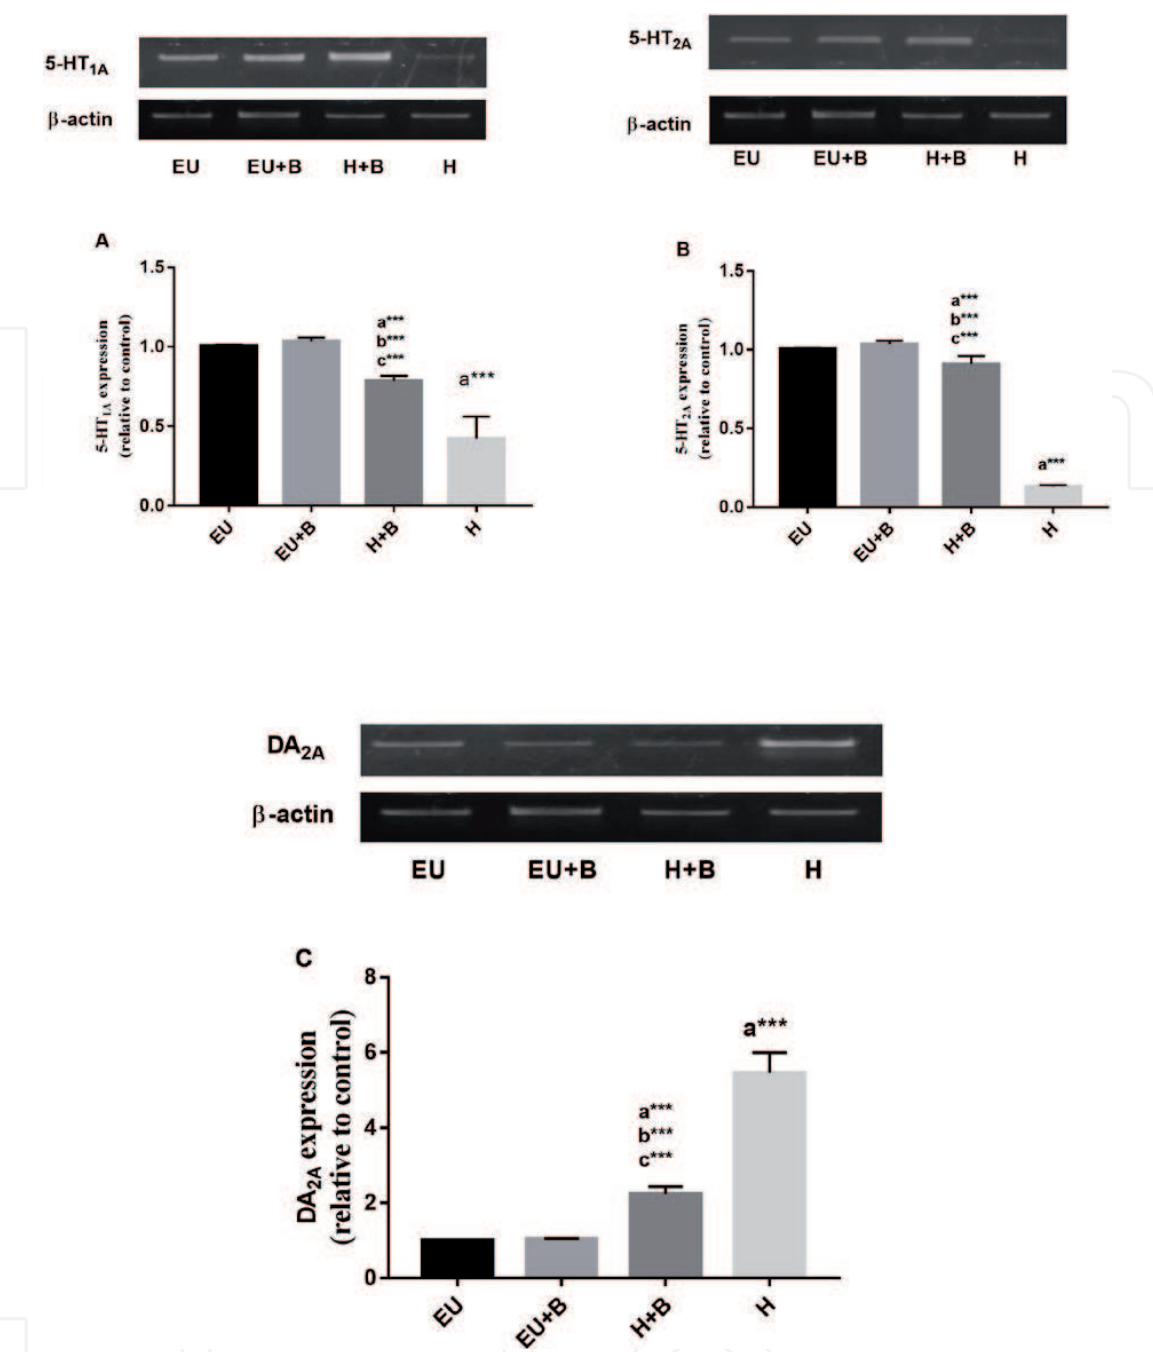 5-HT1A
β-actin
EU EU+B H+B H
5-HT2A
β-actin
EU EU+B H+B H
A
5-HT1A expression
(relative to control)
1.5
1.0
0.5
0.0
a***
b***
c***
a***
EU EU+B H+B H
B
5-HT2A expression
(relative to control)
1.5
1.0
0.5
0.0
a***
b***
c***
a***
EU EU+B H+B H
DA2A
β-actin
EU EU+B H+B H
C
DA2A expression
(relative to control)
8
6
4
2
0
a***
b***
c***
a***
EU EU+B H+B H